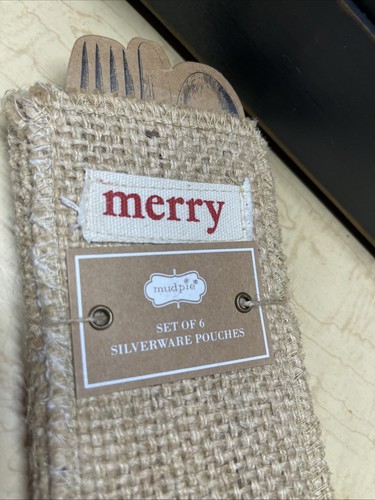 merry
mudpie
SET OF 6
SILVERWARE POUCHES